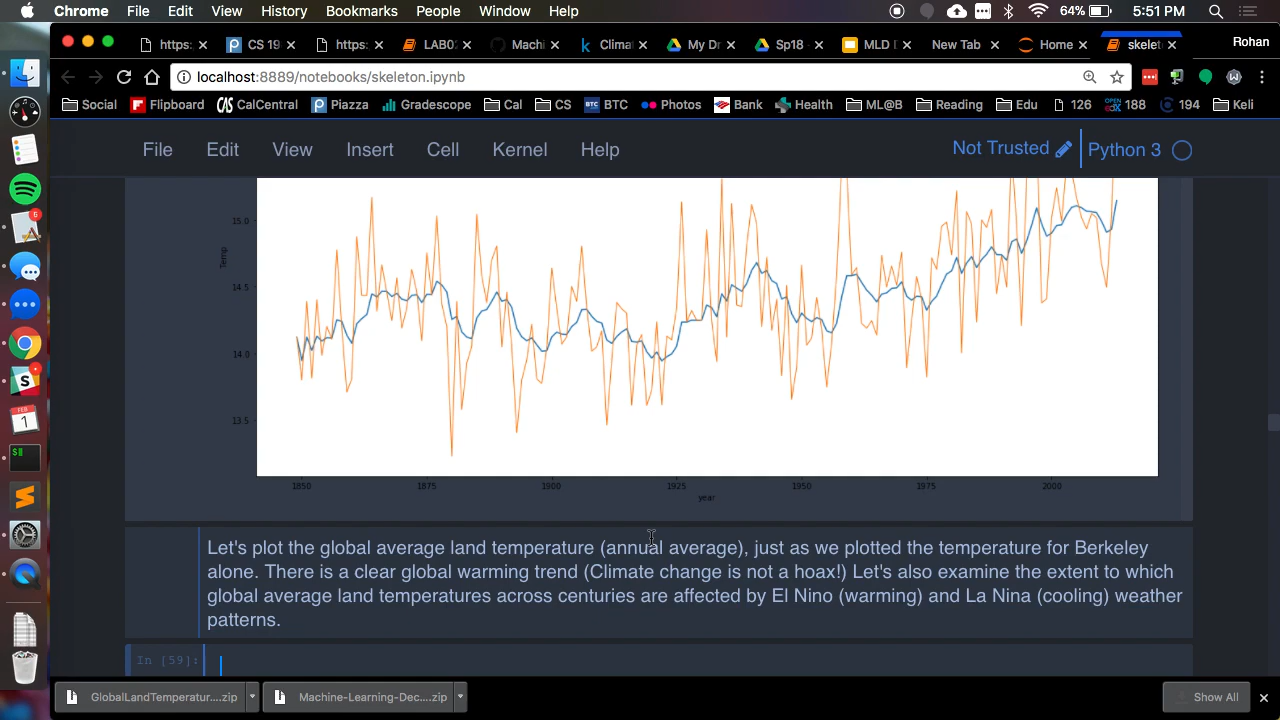 Chrome File Edit View History Bookmarks People Window Help 64% 5:51 PM
https: CS 19 https: LAB0 Machi Climat My Dr Sp18 - MLD D New Tab Home skelet Rohan
localhost:8889/notebooks/skeleton.ipynb
Social Flipboard CalCentral Piazza Gradescope Cal CS BTC Photos Bank Health ML@B Reading Edu 126 188 194 Keli
File Edit View Insert Cell Kernel Help Not Trusted Python 3
15.0
14.5
14.0
13.5
Temp
1850 1875 1900 1925 1950 1975 2000
year
Let's plot the global average land temperature (annual average), just as we plotted the temperature for Berkeley
alone. There is a clear global warming trend (Climate change is not a hoax!) Let's also examine the extent to which
global average land temperatures across centuries are affected by El Nino (warming) and La Nina (cooling) weather
patterns.
In [59]:
GlobalLandTemperatur....zip Machine-Learning-Dec....zip Show All
FEB
1
6